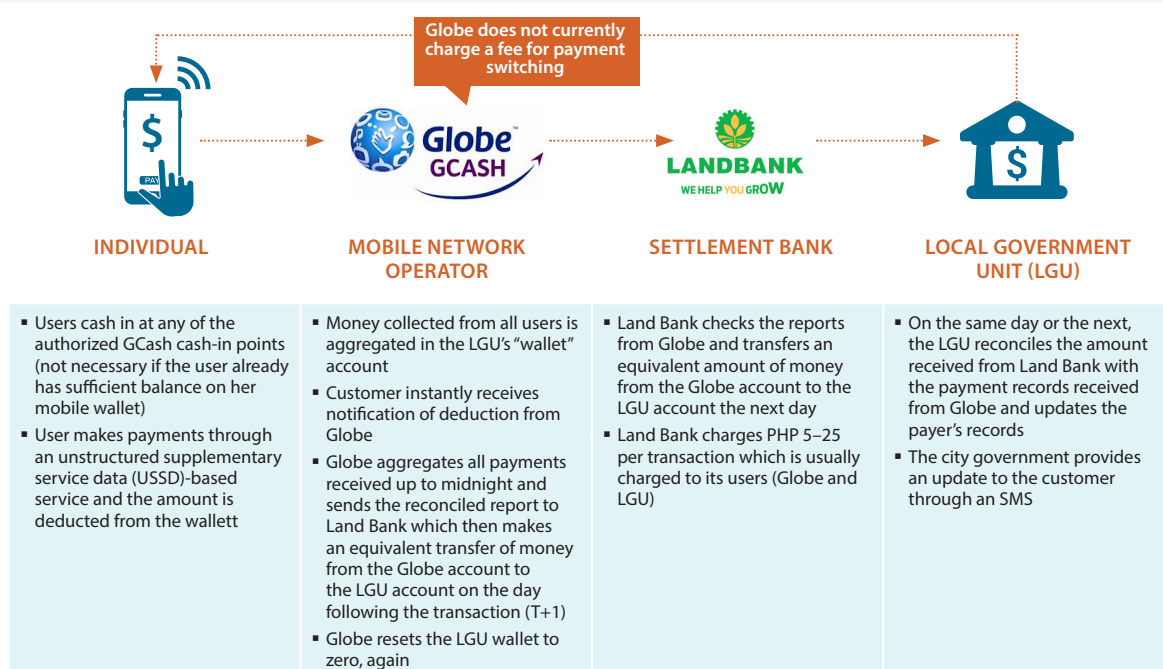 Globe does not currently
charge a fee for payment
switching
$
PAY
Globe™
GCASH
LANDBANK
WE HELP YOU GROW
$
INDIVIDUAL
MOBILE NETWORK
OPERATOR
SETTLEMENT BANK
LOCAL GOVERNMENT
UNIT (LGU)
▪ Users cash in at any of the
authorized GCash cash-in points
(not necessary if the user already
has sufficient balance on her
mobile wallet)
▪ User makes payments through
an unstructured supplementary
service data (USSD)-based
service and the amount is
deducted from the wallett
▪ Money collected from all users is
aggregated in the LGU’s “wallet”
account
▪ Customer instantly receives
notification of deduction from
Globe
▪ Globe aggregates all payments
received up to midnight and
sends the reconciled report to
Land Bank which then makes
an equivalent transfer of money
from the Globe account to
the LGU account on the day
following the transaction (T+1)
▪ Globe resets the LGU wallet to
zero, again
▪ Land Bank checks the reports
from Globe and transfers an
equivalent amount of money
from the Globe account to the
LGU account the next day
▪ Land Bank charges PHP 5–25
per transaction which is usually
charged to its users (Globe and
LGU)
▪ On the same day or the next,
the LGU reconciles the amount
received from Land Bank with
the payment records received
from Globe and updates the
payer’s records
▪ The city government provides
an update to the customer
through an SMS